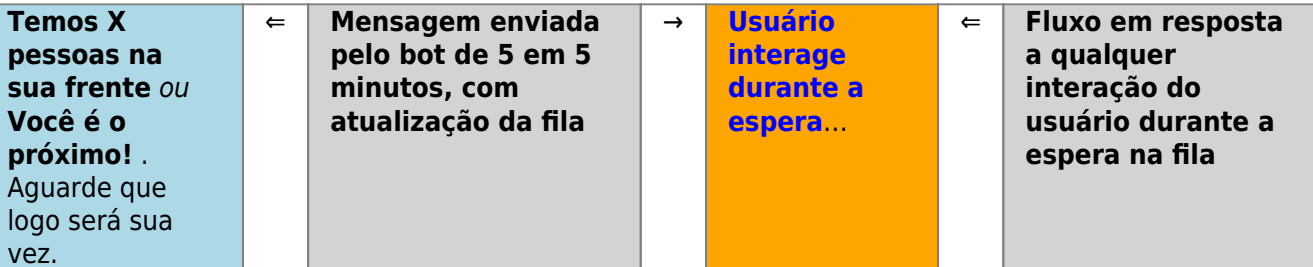 Temos X
pessoas na
sua frente ou
Você é o
próximo! .
Aguarde que
logo será sua
vez.
⇐
Mensagem enviada
pelo bot de 5 em 5
minutos, com
atualização da fila
→
Usuário
interage
durante a
espera...
⇐
Fluxo em resposta
a qualquer
interação do
usuário durante a
espera na fila